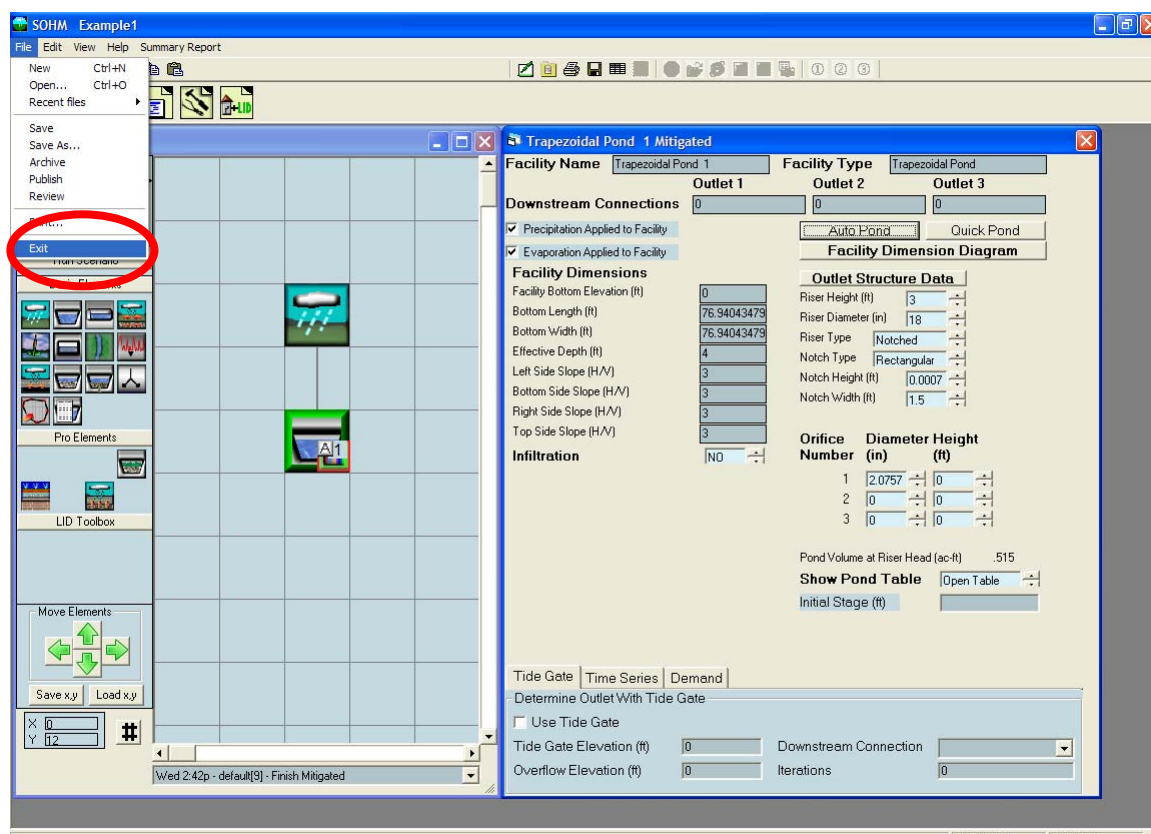 SOHM Example1
File Edit View Help Summary Report
New Ctrl+N
Open... Ctrl+O
Recent files
Save
Save As...
Archive
Publish
Review
Print...
Exit
Run Scenario
Elements
Pro Elements
LID Toolbox
Move Elements
Save x,y Load x,y
X 0
Y 12
+LID
A 1
Wed 2:42p - default[9] - Finish Mitigated
Trapezoidal Pond 1 Mitigated
Facility Name Trapezoidal Pond 1 Facility Type Trapezoidal Pond
Outlet 1 Outlet 2 Outlet 3
Downstream Connections 0 0 0
Precipitation Applied to Facility
Evaporation Applied to Facility
Auto Pond Quick Pond
Facility Dimension Diagram
Facility Dimensions
Facility Bottom Elevation (ft) 0
Bottom Length (ft) 76.94043479
Bottom Width (ft) 76.94043479
Effective Depth (ft) 4
Left Side Slope (H/V) 3
Bottom Side Slope (H/V) 3
Right Side Slope (H/V) 3
Top Side Slope (H/V) 3
Infiltration NO
Outlet Structure Data
Riser Height (ft) 3
Riser Diameter (in) 18
Riser Type Notched
Notch Type Rectangular
Notch Height (ft) 0.0007
Notch Width (ft) 1.5
Orifice Diameter Height
Number (in) (ft)
1 2.0757 0
2 0 0
3 0 0
Pond Volume at Riser Head (ac-ft) .515
Show Pond Table Open Table
Initial Stage (ft)
Tide Gate Time Series Demand
Determine Outlet With Tide Gate
Use Tide Gate
Tide Gate Elevation (ft) 0 Downstream Connection
Overflow Elevation (ft) 0 Iterations 0